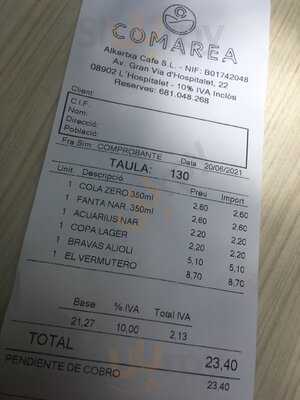 COMAREA
Alkertxa Cafe S.L. - NIF: B01742048
Av. Gran Via d'Hospitalet, 22
08902 L'Hospitalet - 10% IVA Inclòs
Reserves: 681.048.268
Client:
C.I.F.:
Nom:
Direcció:
Població:
Fra.Sim: COMPROBANTE Data 20/06/2021
TAULA: 130
Unit. Descripció Preu Import
1 COLA ZERO 350ml 2,60 2,60
1 FANTA NAR. 350ml 2,60 2,60
1 ACUARIUS NAR 2,20 2,20
1 COPA LAGER 2,20 2,20
1 BRAVAS ALIOLI 5,10 5,10
1 EL VERMUTERO 8,70 8,70
Base % IVA Total IVA
21,27 10,00 2,13
TOTAL 23,40
PENDIENTE DE COBRO 23,40